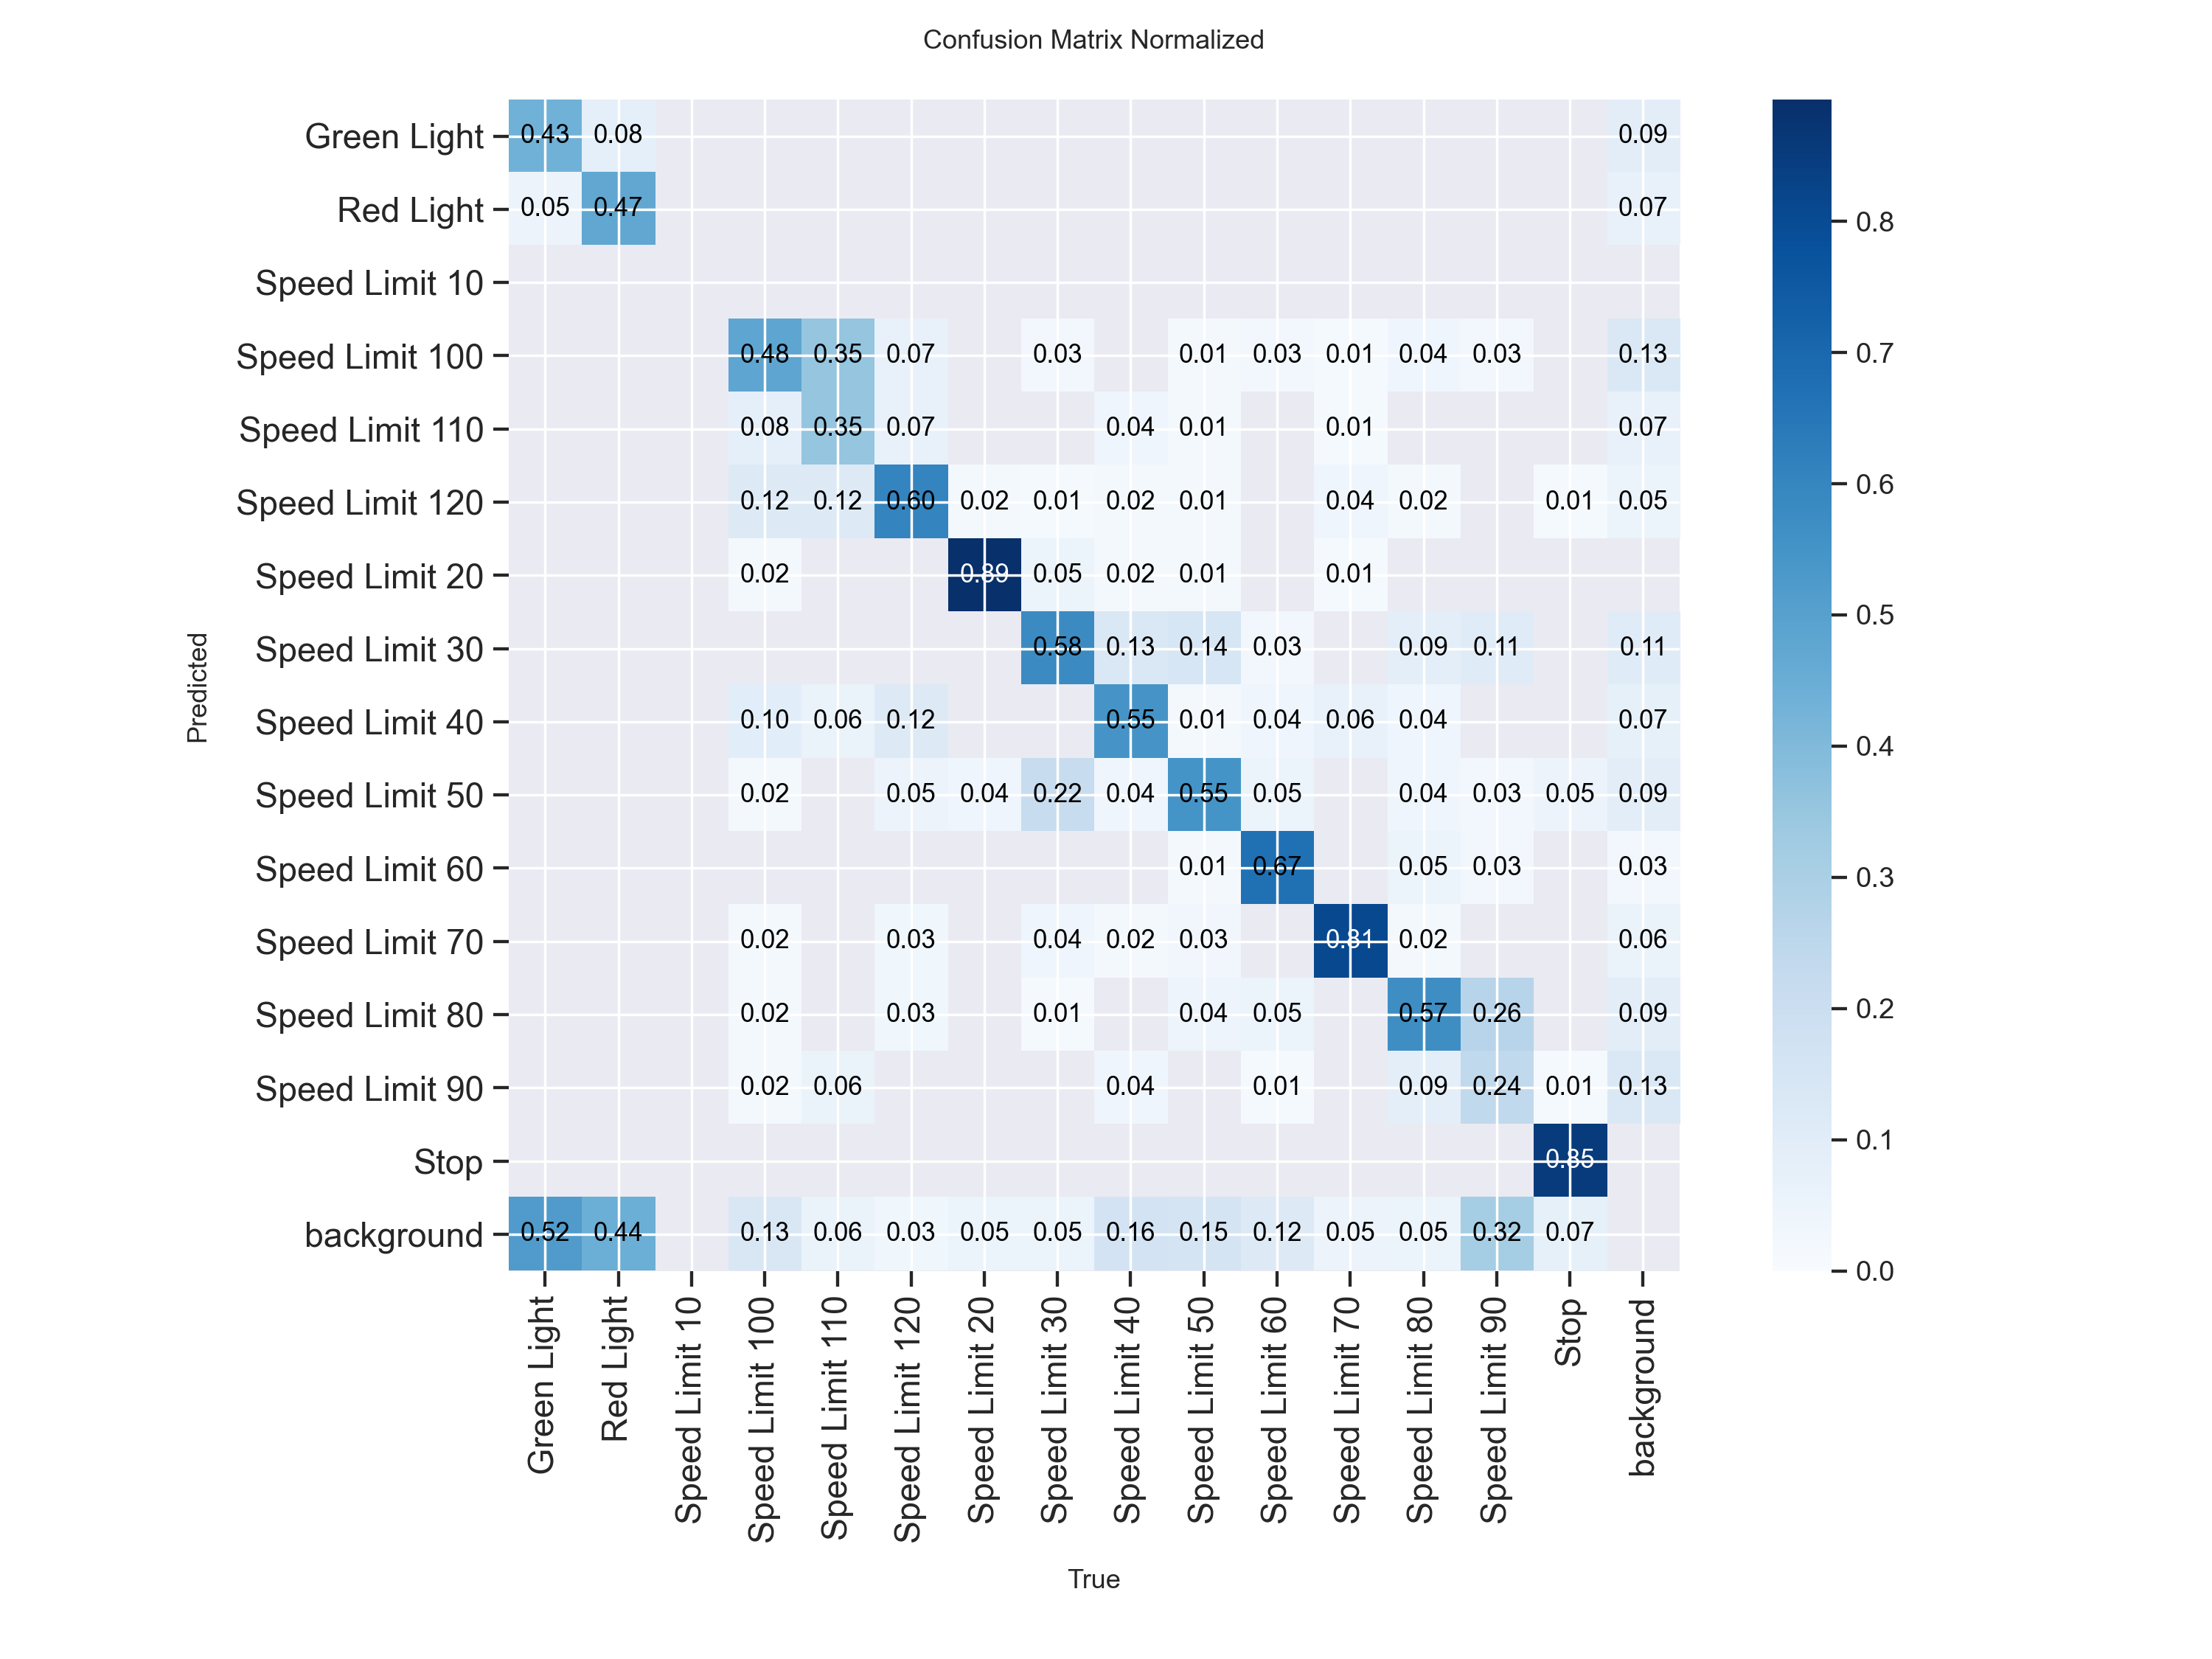 Confusion Matrix Normalized
Green Light 0.43 0.08 0.09
Red Light 0.05 0.47 0.07
Speed Limit 10
Speed Limit 100 0.48 0.35 0.07 0.03 0.01 0.03 0.01 0.04 0.03 0.13
Speed Limit 110 0.08 0.35 0.07 0.04 0.01 0.01 0.07
Speed Limit 120 0.12 0.12 0.60 0.02 0.01 0.02 0.01 0.04 0.02 0.01 0.05
Speed Limit 20 0.02 0.89 0.05 0.02 0.01 0.01
Speed Limit 30 0.58 0.13 0.14 0.03 0.09 0.11 0.11
Speed Limit 40 0.10 0.06 0.12 0.55 0.01 0.04 0.06 0.04 0.07
Speed Limit 50 0.02 0.05 0.04 0.22 0.04 0.55 0.05 0.04 0.03 0.05 0.09
Speed Limit 60 0.01 0.67 0.05 0.03 0.03
Speed Limit 70 0.02 0.03 0.04 0.02 0.03 0.81 0.02 0.06
Speed Limit 80 0.02 0.03 0.01 0.04 0.05 0.57 0.26 0.09
Speed Limit 90 0.02 0.06 0.04 0.01 0.09 0.24 0.01 0.13
Stop 0.85
background 0.52 0.44 0.13 0.06 0.03 0.05 0.05 0.16 0.15 0.12 0.05 0.05 0.32 0.07
Predicted
Green Light
Red Light
Speed Limit 10
Speed Limit 100
Speed Limit 110
Speed Limit 120
Speed Limit 20
Speed Limit 30
Speed Limit 40
Speed Limit 50
Speed Limit 60
Speed Limit 70
Speed Limit 80
Speed Limit 90
Stop
background
True
0.8
0.7
0.6
0.5
0.4
0.3
0.2
0.1
0.0